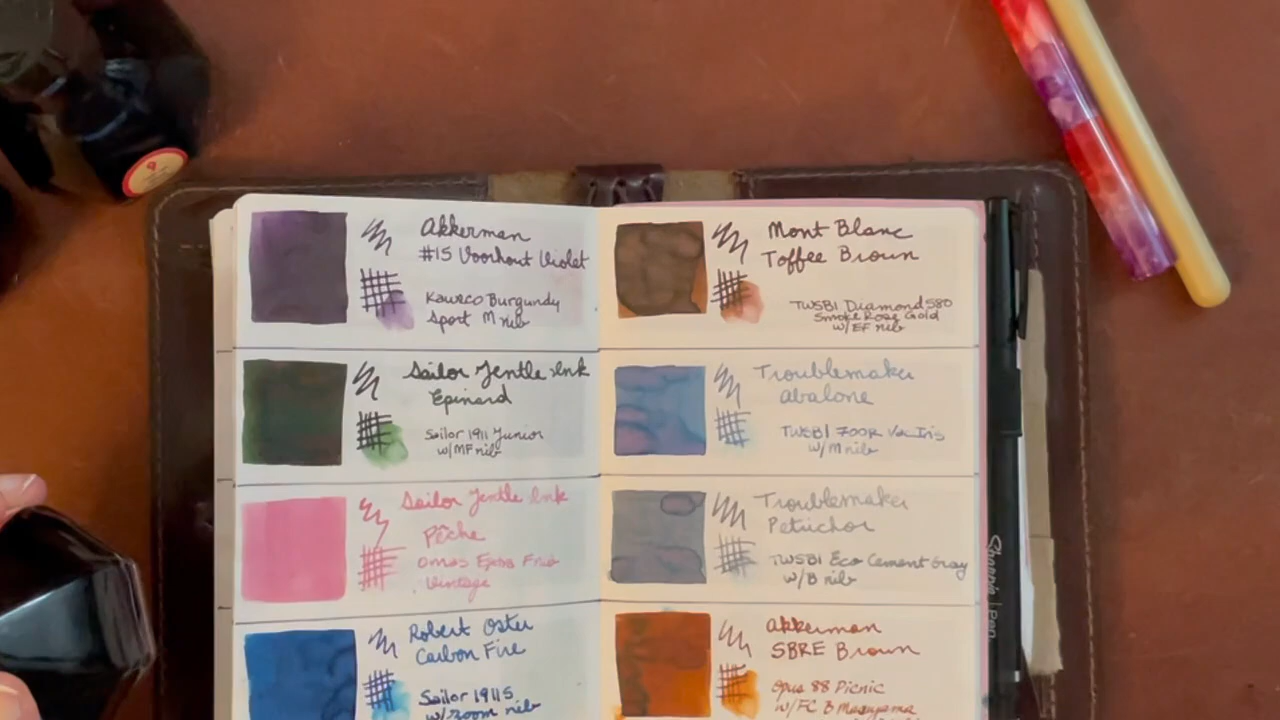 Akkerman
#15 Voorhout Violet
Kaweco Burgundy
Sport M nib
Sailor Jentle Ink
Epinard
Sailor 1911 Junior
w/MF nib
Sailor Jentle Ink
Pêche
Omas Extra Fine
Vintage
Robert Oster
Carbon Fire
Sailor 1911S
w/zoom nib
Mont Blanc
Toffee Brown
TWSBI Diamond 580
Smoke Rose Gold
w/EF nib
Troublemaker
Abalone
TWSBI 700R Iris
w/M nib
Troublemaker
Petrichor
TWSBI Eco Cement Gray
w/B nib
Akkerman
SBRE Brown
Opus 88 Picnic
w/FC B Masuyama
Sharpie Pen